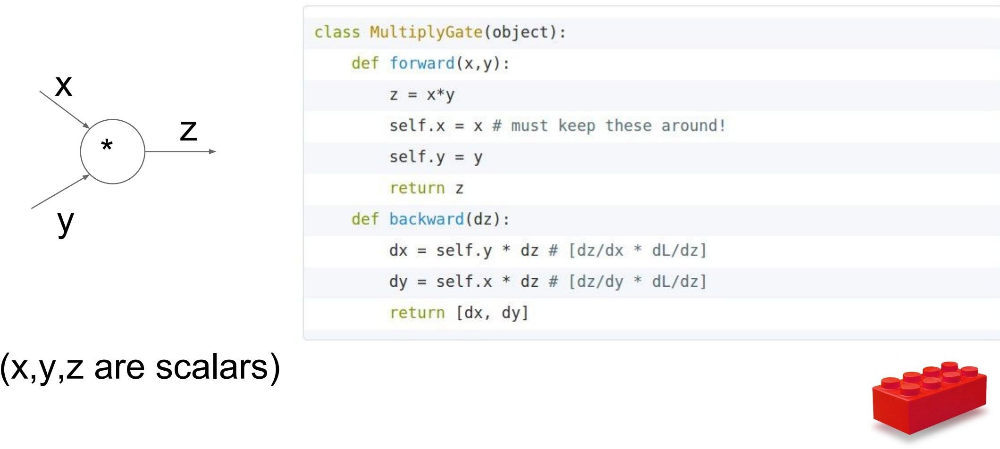 x
y
*
z
class MultiplyGate(object):
    def forward(x,y):
        z = x*y
        self.x = x # must keep these around!
        self.y = y
        return z
    def backward(dz):
        dx = self.y * dz # [dz/dx * dL/dz]
        dy = self.x * dz # [dz/dy * dL/dz]
        return [dx, dy]
(x,y,z are scalars)